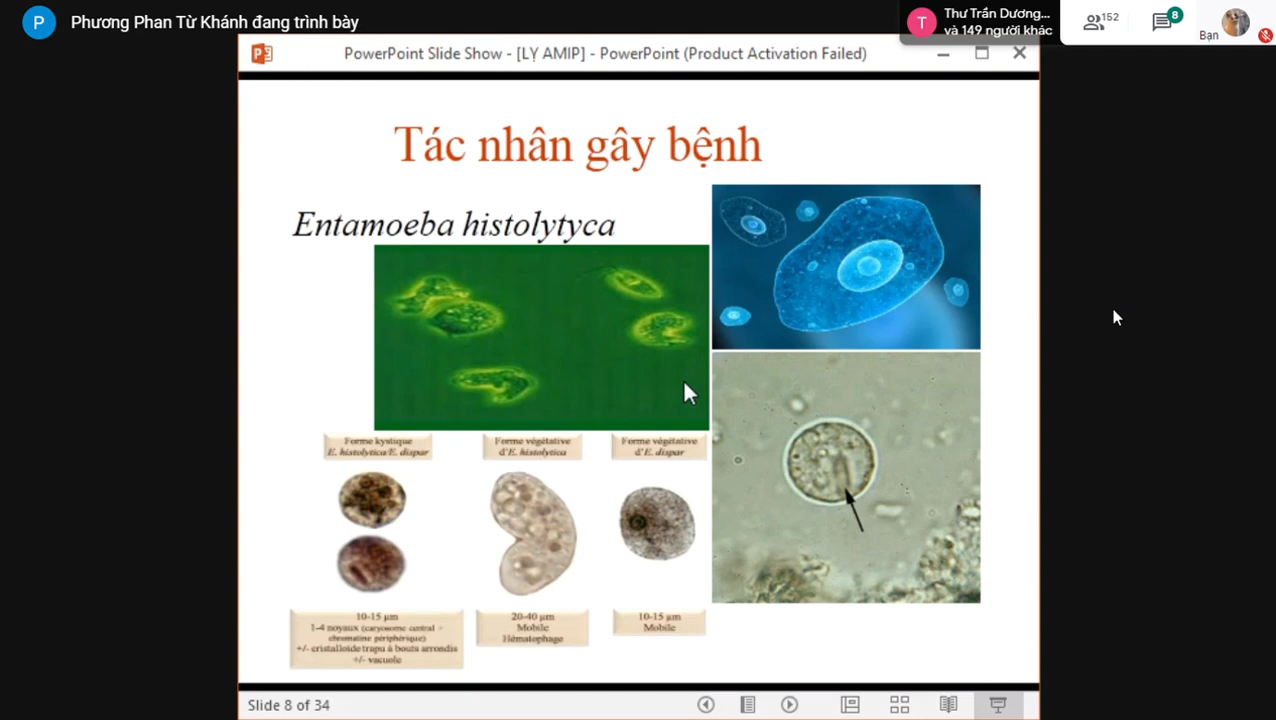 P Phương Phan Từ Khánh đang trình bày
T Thư Trần Dương...
và 149 người khác
152
8
Bạn
PowerPoint Slide Show - [LỴ AMIP] - PowerPoint (Product Activation Failed)
Tác nhân gây bệnh
Entamoeba histolytyca
Forme kystique
E. histolytica/E. dispar
Forme végétative
d'E. histolytica
Forme végétative
d'E. dispar
10-15 µm
1-4 noyaux (caryosome central +
chromatine périphérique)
+/- cristalloïde trapu à bouts arrondis
+/- vacuole
20-40 µm
Mobile
Hématophage
10-15 µm
Mobile
Slide 8 of 34